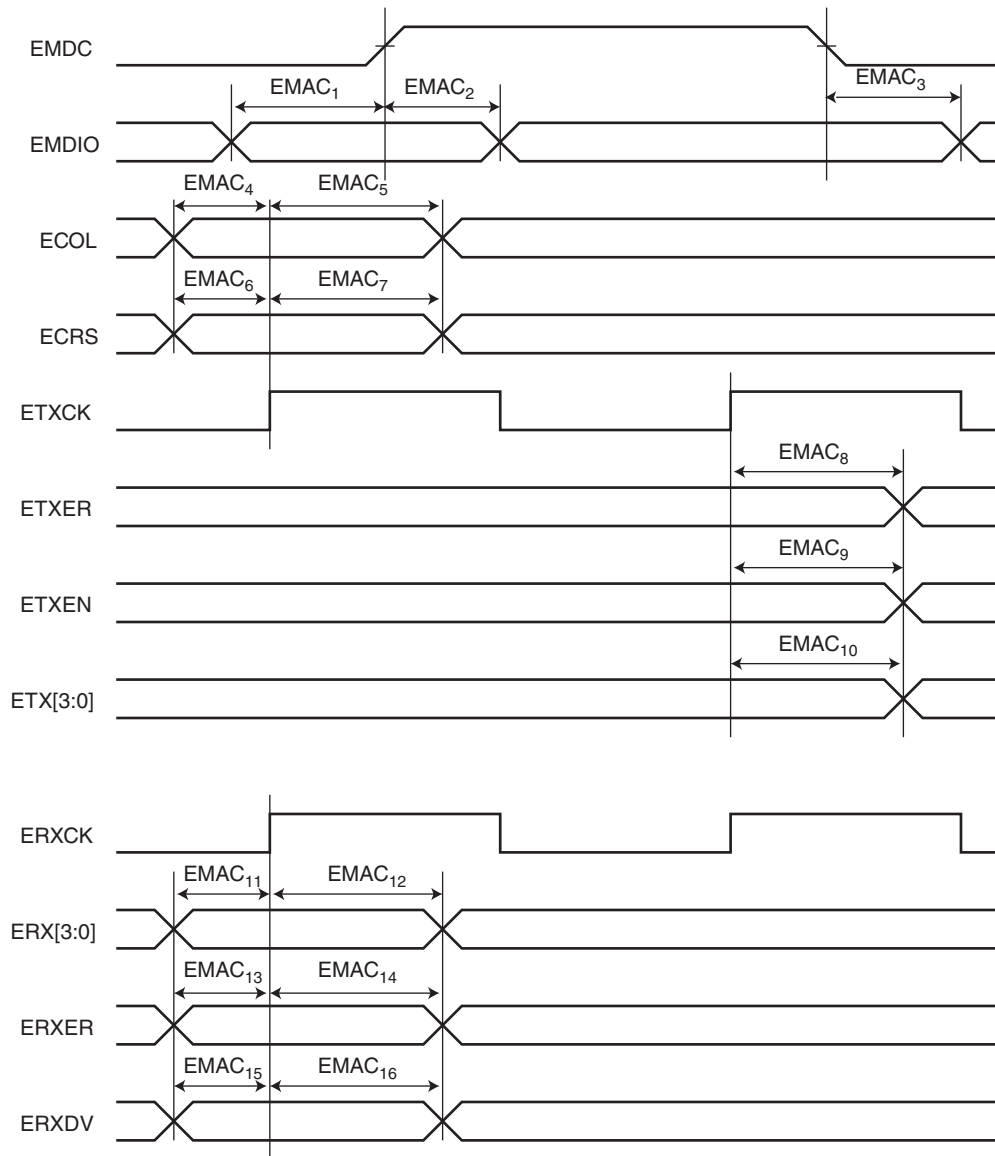 EMDC
EMAC1 EMAC2 EMAC3
EMDIO
EMAC4 EMAC5
ECOL
EMAC6 EMAC7
ECRS
ETXCK
EMAC8
ETXER
EMAC9
ETXEN
EMAC10
ETX[3:0]
ERXCK
EMAC11 EMAC12
ERX[3:0]
EMAC13 EMAC14
ERXER
EMAC15 EMAC16
ERXDV